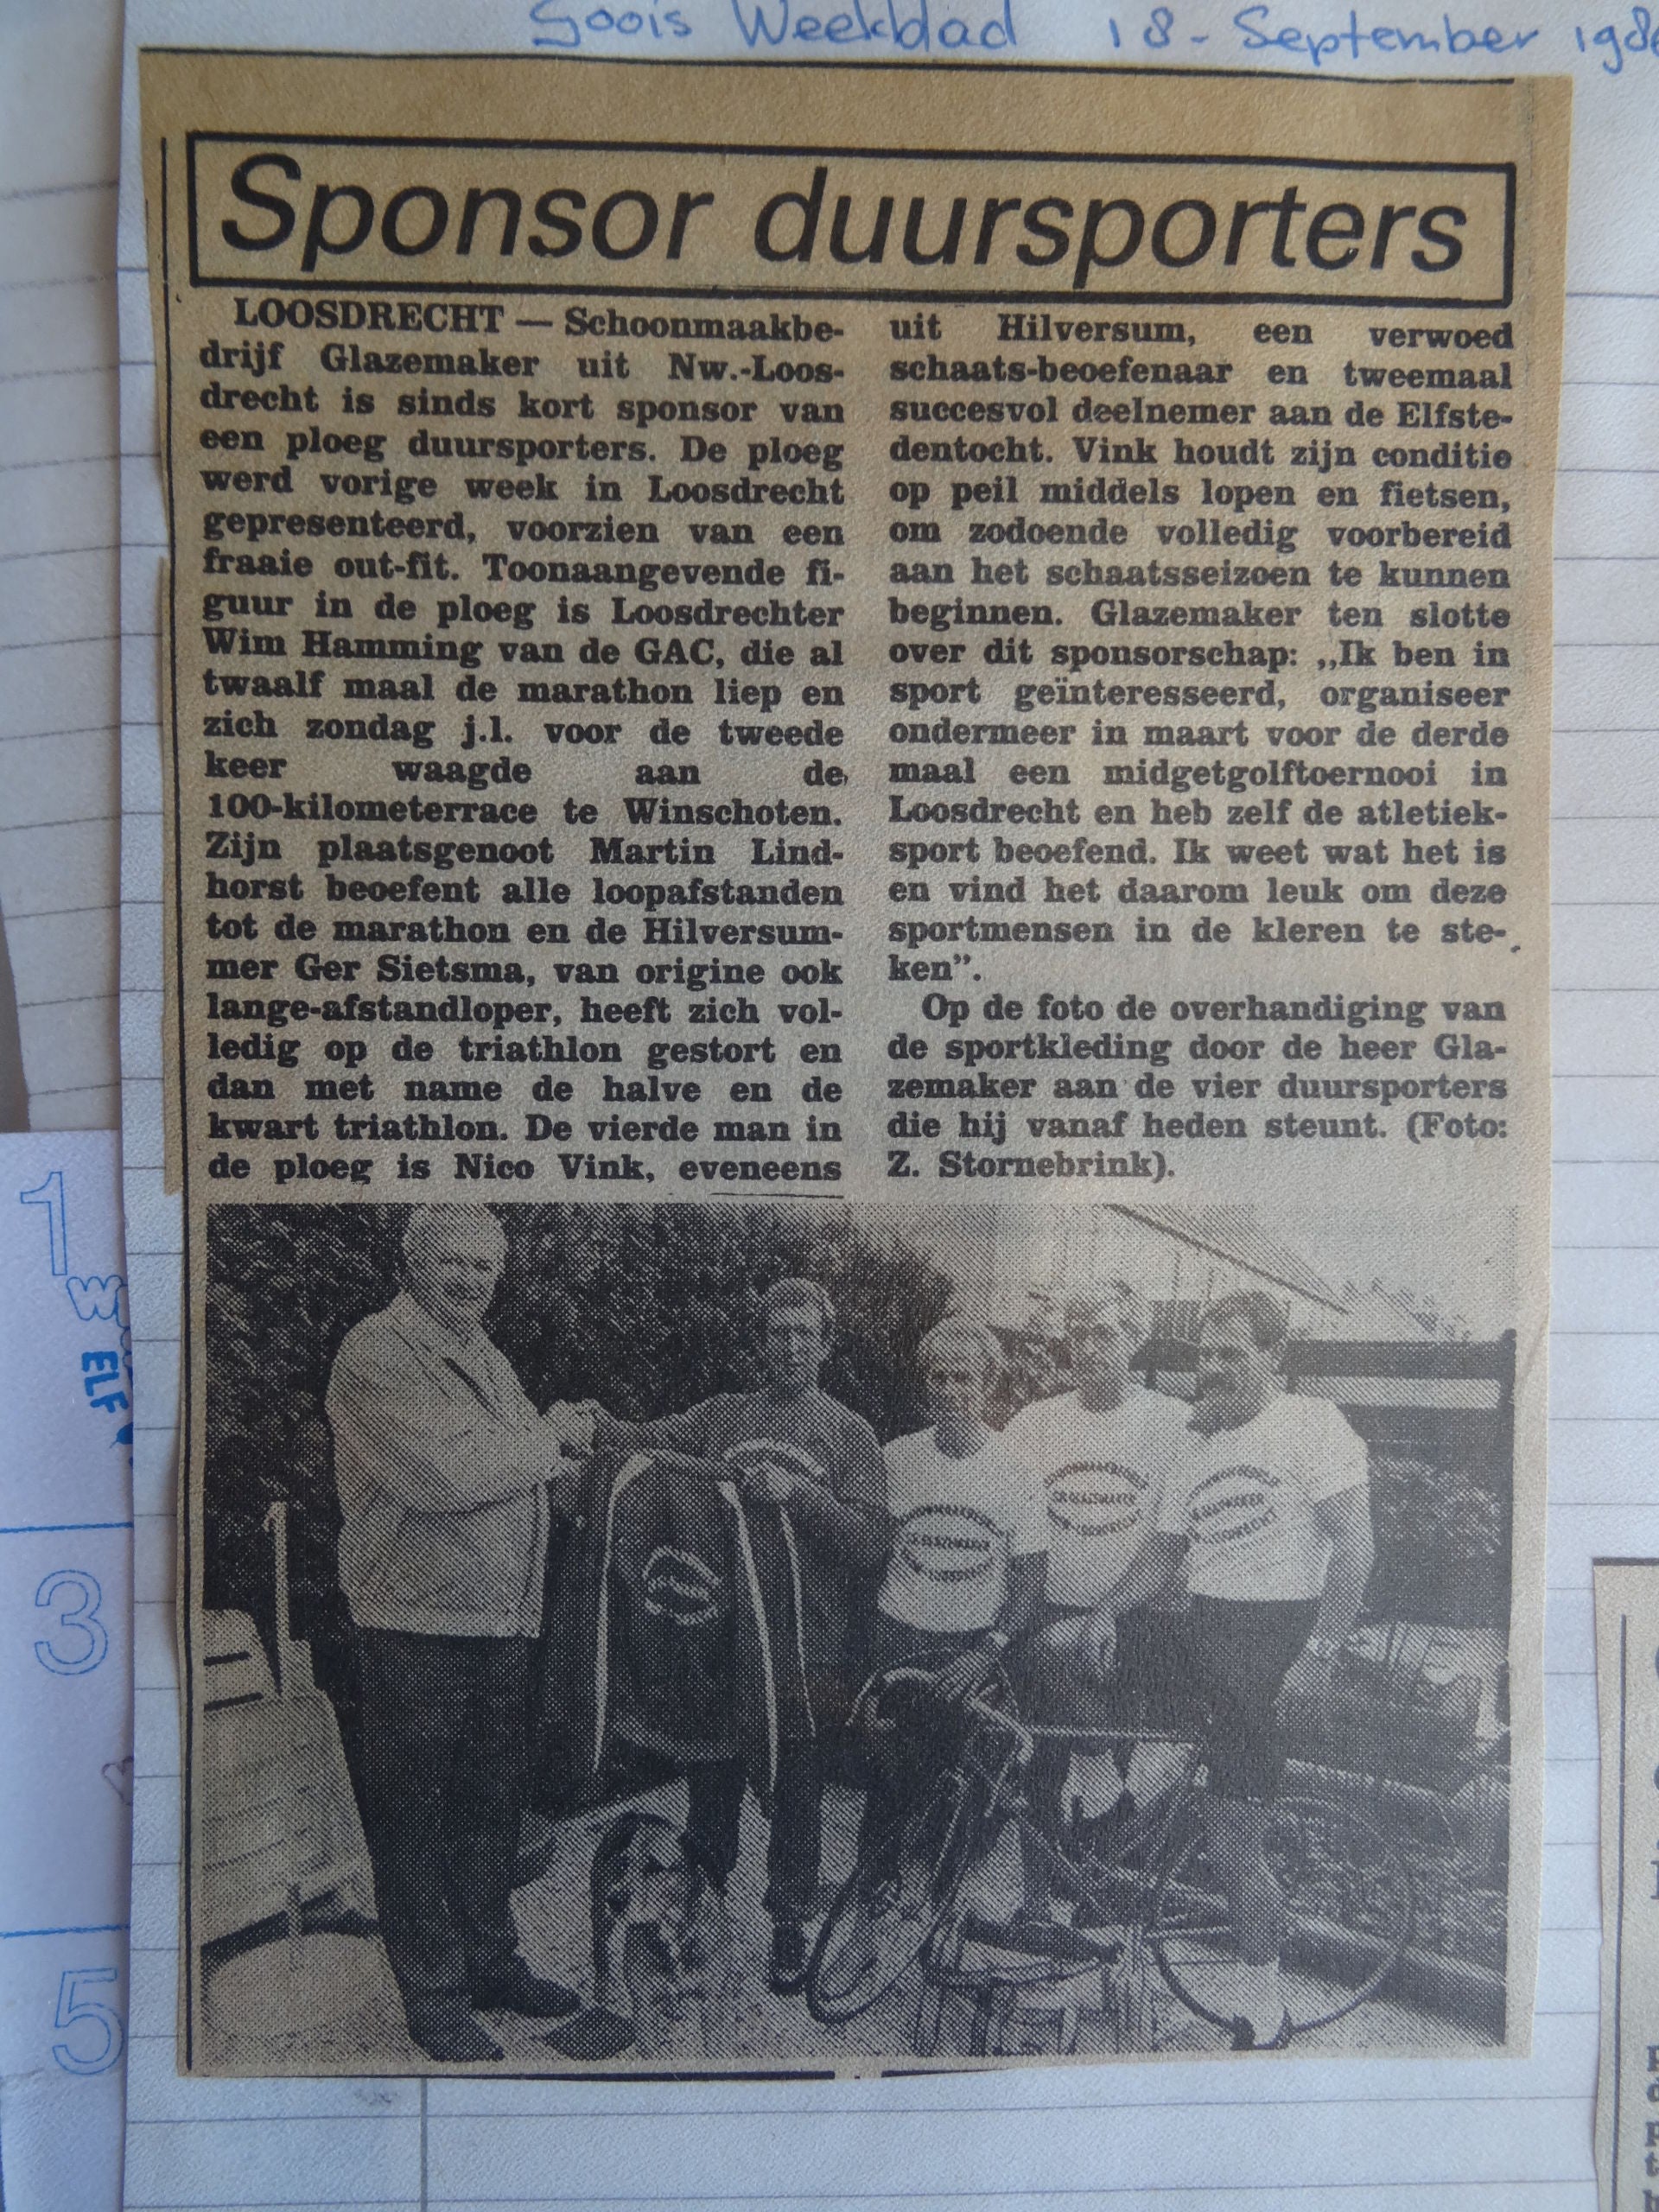 Goois Weekblad 18 - September 198
Sponsor duursporters
LOOSDRECHT — Schoonmaakbe-
drijf Glazemaker uit Nw.-Loos-
drecht is sinds kort sponsor van
een ploeg duursporters. De ploeg
werd vorige week in Loosdrecht
gepresenteerd, voorzien van een
fraaie out-fit. Toonaangevende fi-
guur in de ploeg is Loosdrechter
Wim Hamming van de GAC, die al
twaalf maal de marathon liep en
zich zondag j.l. voor de tweede
keer waagde aan de
100-kilometerrace te Winschoten.
Zijn plaatsgenoot Martin Lind-
horst beoefent alle loopafstanden
tot de marathon en de Hilversum-
mer Ger Sietsma, van origine ook
lange-afstandloper, heeft zich vol-
ledig op de triathlon gestort en
dan met name de halve en de
kwart triathlon. De vierde man in
de ploeg is Nico Vink, eveneens
uit Hilversum, een verwoed
schaats-beoefenaar en tweemaal
succesvol deelnemer aan de Elfste-
dentocht. Vink houdt zijn conditie
op peil middels lopen en fietsen,
om zodoende volledig voorbereid
aan het schaatsseizoen te kunnen
beginnen. Glazemaker ten slotte
over dit sponsorschap: „Ik ben in
sport geïnteresseerd, organiseer
ondermeer in maart voor de derde
maal een midgetgolftoernooi in
Loosdrecht en heb zelf de atletiek-
sport beoefend. Ik weet wat het is
en vind het daarom leuk om deze
sportmensen in de kleren te ste-
ken”.
Op de foto de overhandiging van
de sportkleding door de heer Gla-
zemaker aan de vier duursporters
die hij vanaf heden steunt. (Foto:
Z. Stornebrink).
1
W
ELF
3
5